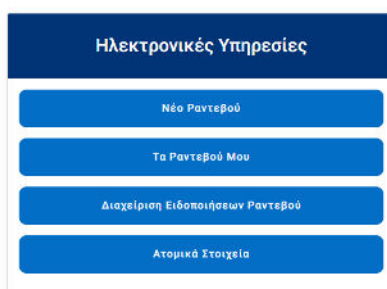 Ηλεκτρονικές Υπηρεσίες
Νέο Ραντεβού
Τα Ραντεβού Μου
Διαχείριση Ειδοποιήσεων Ραντεβού
Ατομικά Στοιχεία